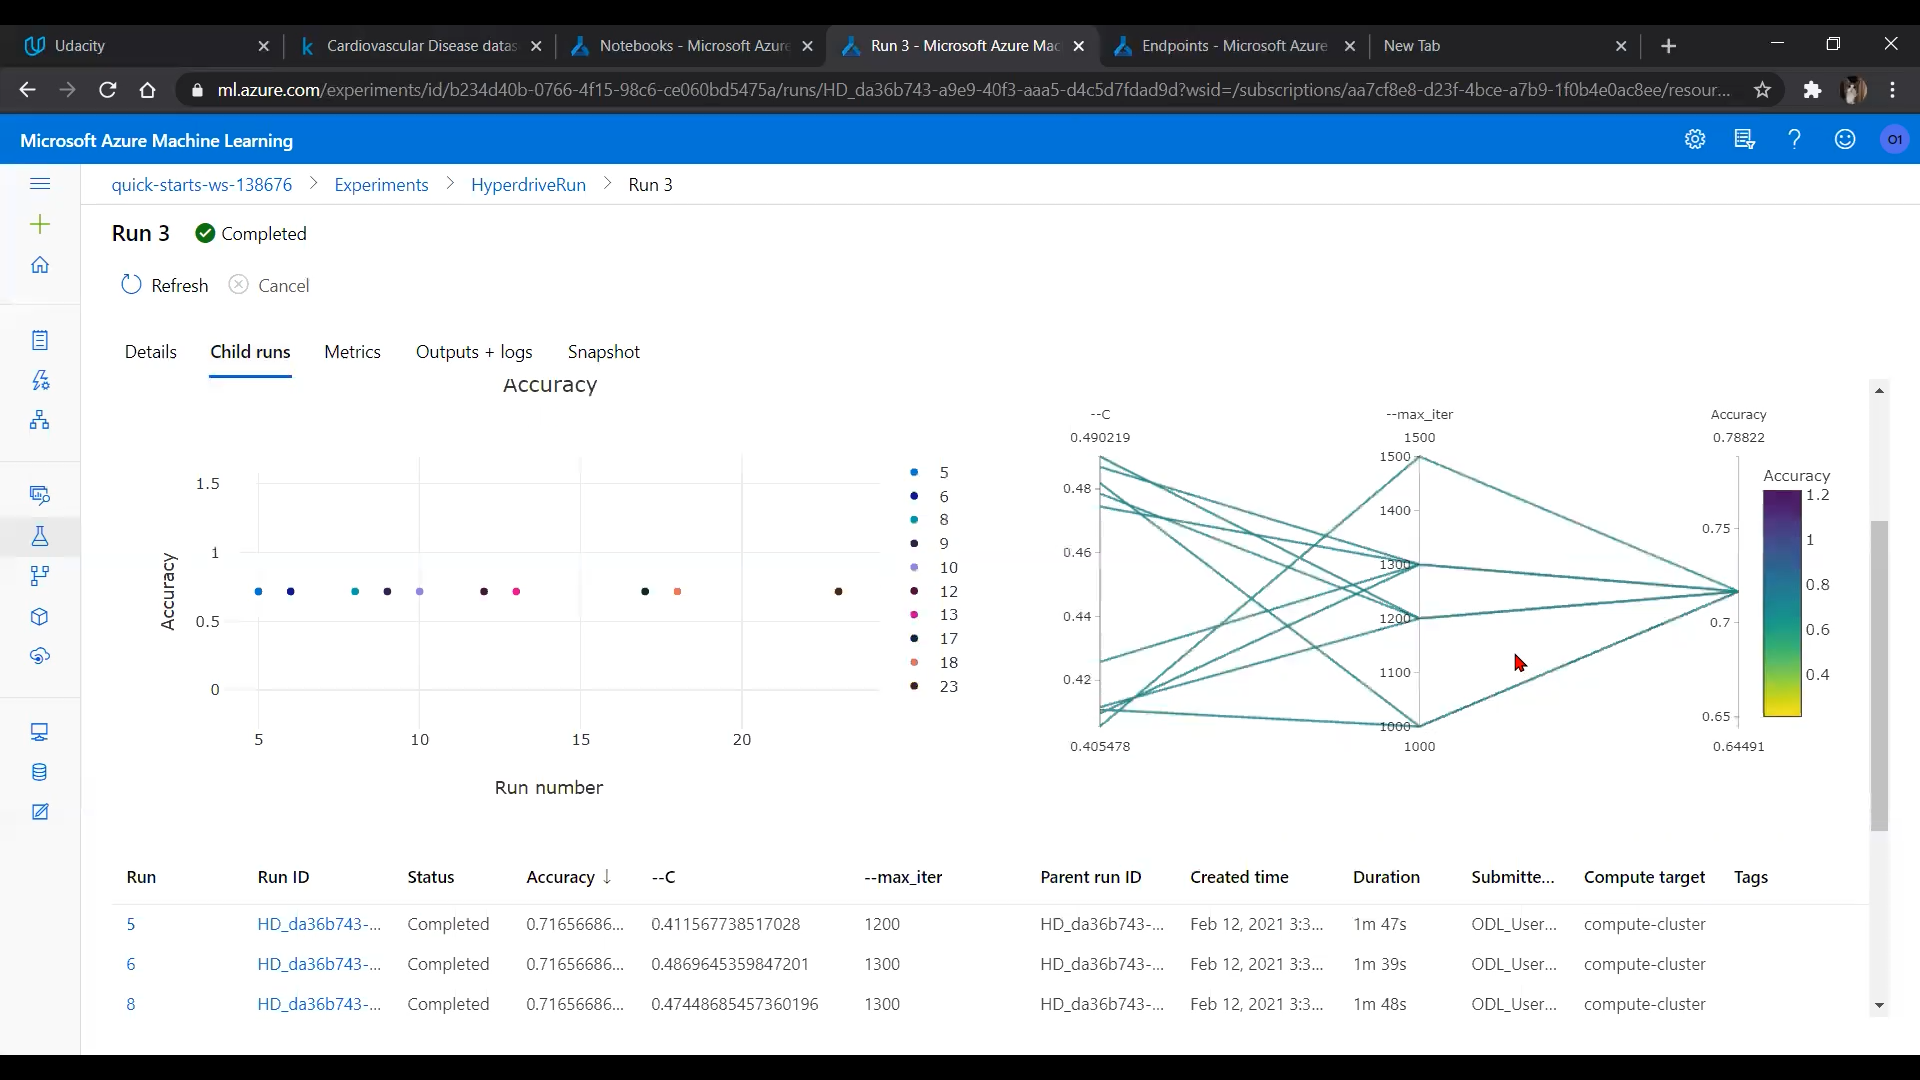 Udacity
Cardiovascular Disease datas
Notebooks - Microsoft Azure
Run 3 - Microsoft Azure Mac
Endpoints - Microsoft Azure
New Tab
ml.azure.com/experiments/id/b234d40b-0766-4f15-98c6-ce060bd5475a/runs/HD_da36b743-a9e9-40f3-aaa5-d4c5d7fdad9d?wsid=/subscriptions/aa7cf8e8-d23f-4bce-a7b9-1f0b4e0ac8ee/resour...
Microsoft Azure Machine Learning
O1
quick-starts-ws-138676 > Experiments > HyperdriveRun > Run 3
Run 3 Completed
Refresh Cancel
Details Child runs Metrics Outputs + logs Snapshot
Accuracy
Accuracy
1.5
1
0.5
0
5 10 15 20
Run number
5
6
8
9
10
12
13
17
18
23
--C
0.490219
0.48
0.46
0.44
0.42
0.405478
--max_iter
1500
1500
1400
1300
1200
1100
1000
1000
Accuracy
0.78822
0.75
0.7
0.65
0.64491
Accuracy
1.2
1
0.8
0.6
0.4
Run Run ID Status Accuracy ↓ --C --max_iter Parent run ID Created time Duration Submitte... Compute target Tags
5 HD_da36b743-... Completed 0.71656686... 0.411567738517028 1200 HD_da36b743-... Feb 12, 2021 3:3... 1m 47s ODL_User... compute-cluster
6 HD_da36b743-... Completed 0.71656686... 0.4869645359847201 1300 HD_da36b743-... Feb 12, 2021 3:3... 1m 39s ODL_User... compute-cluster
8 HD_da36b743-... Completed 0.71656686... 0.47448685457360196 1300 HD_da36b743-... Feb 12, 2021 3:3... 1m 48s ODL_User... compute-cluster